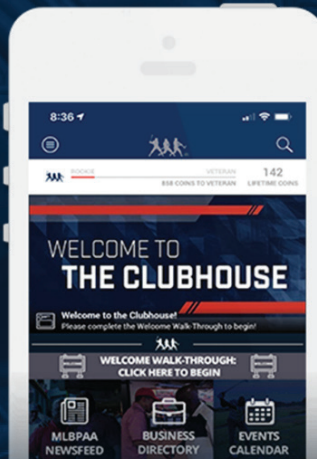 8:36
ROOKIE VETERAN 142
858 COINS TO VETERAN LIFETIME COINS
WELCOME TO
THE CLUBHOUSE
Welcome to the Clubhouse!
Please complete the Welcome Walk-Through to begin!
WELCOME WALK-THROUGH:
CLICK HERE TO BEGIN
MLBPAA BUSINESS EVENTS
NEWSFEED DIRECTORY CALENDAR